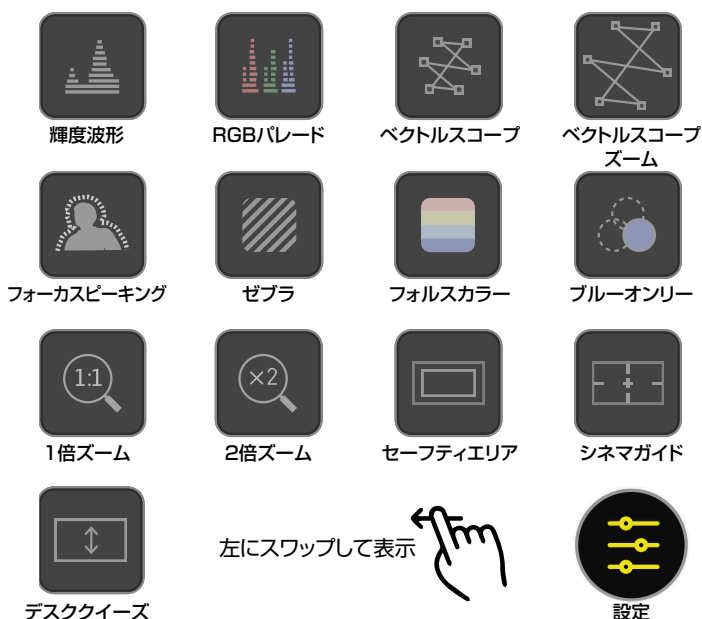 輝度波形
RGBパレード
ベクトルスコープ
ベクトルスコープ
ズーム
フォーカスピーキング
ゼブラ
フォルスカラー
ブルーオンリー
1:1
×2
1倍ズーム
2倍ズーム
セーフティエリア
シネマガイド
左にスワップして表示
デスククイーズ
設定